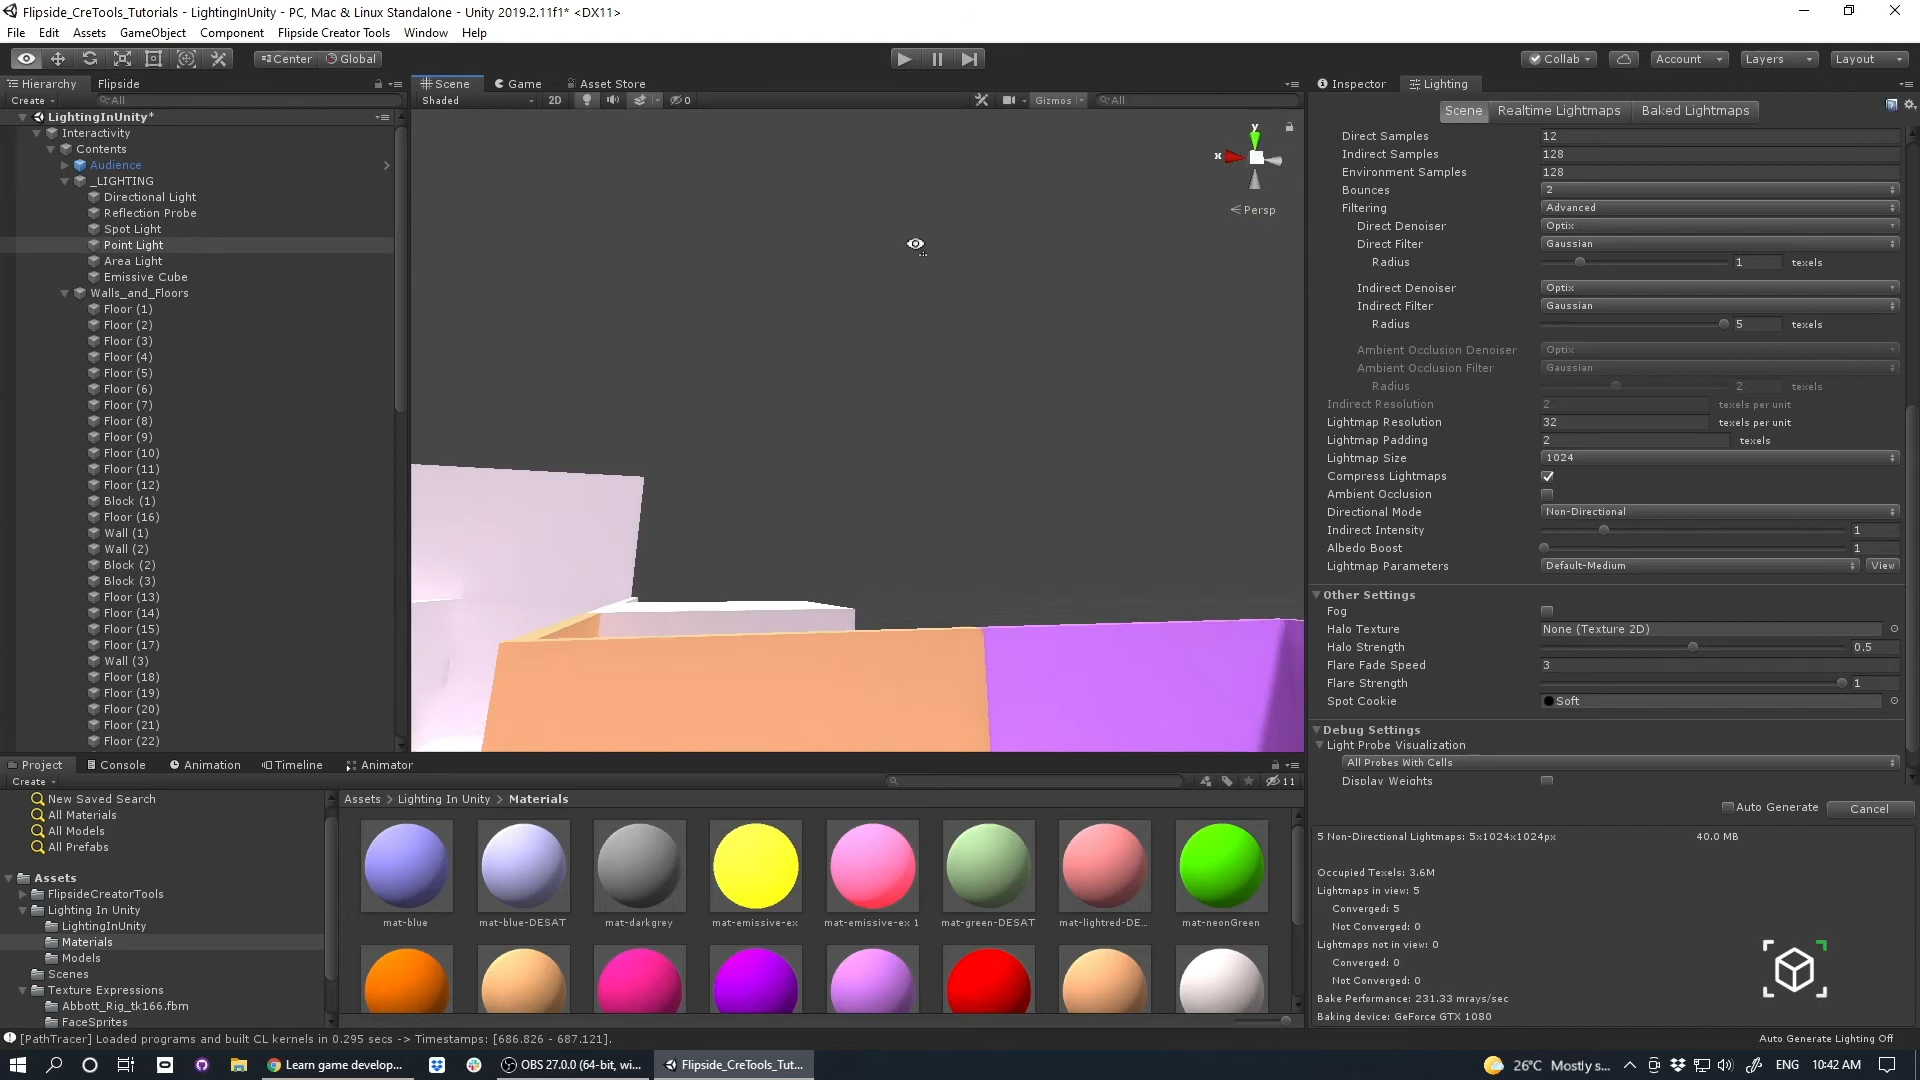 Flipside_CreTools_Tutorials - LightingInUnity - PC, Mac & Linux Standalone - Unity 2019.2.11f1* <DX11>
File Edit Assets GameObject Component Flipside Creator Tools Window Help
Center Global Collab Account Layers Layout
Hierarchy Flipside
Create All
LightingInUnity*
Interactivity
Contents
Audience
_LIGHTING
Directional Light
Reflection Probe
Spot Light
Point Light
Area Light
Emissive Cube
Walls_and_Floors
Floor (1)
Floor (2)
Floor (3)
Floor (4)
Floor (5)
Floor (6)
Floor (7)
Floor (8)
Floor (9)
Floor (10)
Floor (11)
Floor (12)
Block (1)
Floor (16)
Wall (1)
Wall (2)
Block (2)
Block (3)
Floor (13)
Floor (14)
Floor (15)
Floor (17)
Wall (3)
Floor (18)
Floor (19)
Floor (20)
Floor (21)
Floor (22)
Scene Game Asset Store
Shaded 2D 0 Gizmos All
y
x
Persp
Inspector Lighting
Scene Realtime Lightmaps Baked Lightmaps
Direct Samples 12
Indirect Samples 128
Environment Samples 128
Bounces 2
Filtering Advanced
Direct Denoiser Optix
Direct Filter Gaussian
Radius 1 texels
Indirect Denoiser Optix
Indirect Filter Gaussian
Radius 5 texels
Ambient Occlusion Denoiser Optix
Ambient Occlusion Filter Gaussian
Radius 2 texels
Indirect Resolution 2 texels per unit
Lightmap Resolution 32 texels per unit
Lightmap Padding 2 texels
Lightmap Size 1024
Compress Lightmaps
Ambient Occlusion
Directional Mode Non-Directional
Indirect Intensity 1
Albedo Boost 1
Lightmap Parameters Default-Medium View
Other Settings
Fog
Halo Texture None (Texture 2D)
Halo Strength 0.5
Flare Fade Speed 3
Flare Strength 1
Spot Cookie Soft
Debug Settings
Light Probe Visualization
All Probes With Cells
Display Weights
Auto Generate Cancel
5 Non-Directional Lightmaps: 5x1024x1024px 40.0 MB
Occupied Texels: 3.6M
Lightmaps in view: 5
Converged: 5
Not Converged: 0
Lightmaps not in view: 0
Converged: 0
Not Converged: 0
Bake Performance: 231.33 mrays/sec
Baking device: GeForce GTX 1080
Auto Generate Lighting Off
Project Console Animation Timeline Animator
Create 11
New Saved Search
All Materials
All Models
All Prefabs
Assets
FlipsideCreatorTools
Lighting In Unity
LightingInUnity
Materials
Models
Scenes
Texture Expressions
Abbott_Rig_tk166.fbm
FaceSprites
Assets > Lighting In Unity > Materials
mat-blue mat-blue-DESAT mat-darkgrey mat-emissive-ex mat-emissive-ex 1 mat-green-DESAT mat-lightred-DE... mat-neonGreen
[PathTracer] Loaded programs and built CL kernels in 0.295 secs -> Timestamps: [686.826 - 687.121].
Learn game develop... OBS 27.0.0 (64-bit, wi... Flipside_CreTools_Tut... 26°C Mostly s... ENG 10:42 AM